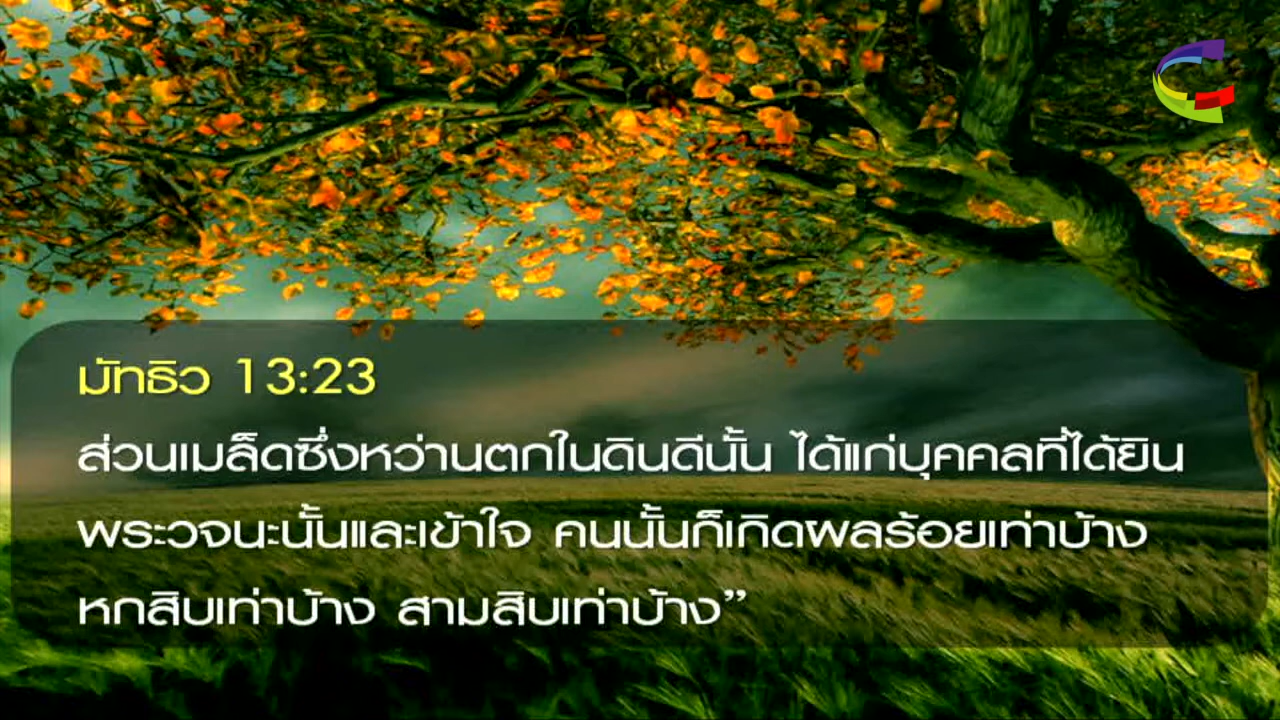 มัทธิว 13:23
ส่วนเมล็ดซึ่งหว่านตกในดินดีนั้น ได้แก่บุคคลที่ได้ยิน
พระวจนะนั้นและเข้าใจ คนนั้นก็เกิดผลร้อยเท่าบ้าง
หกสิบเท่าบ้าง สามสิบเท่าบ้าง”